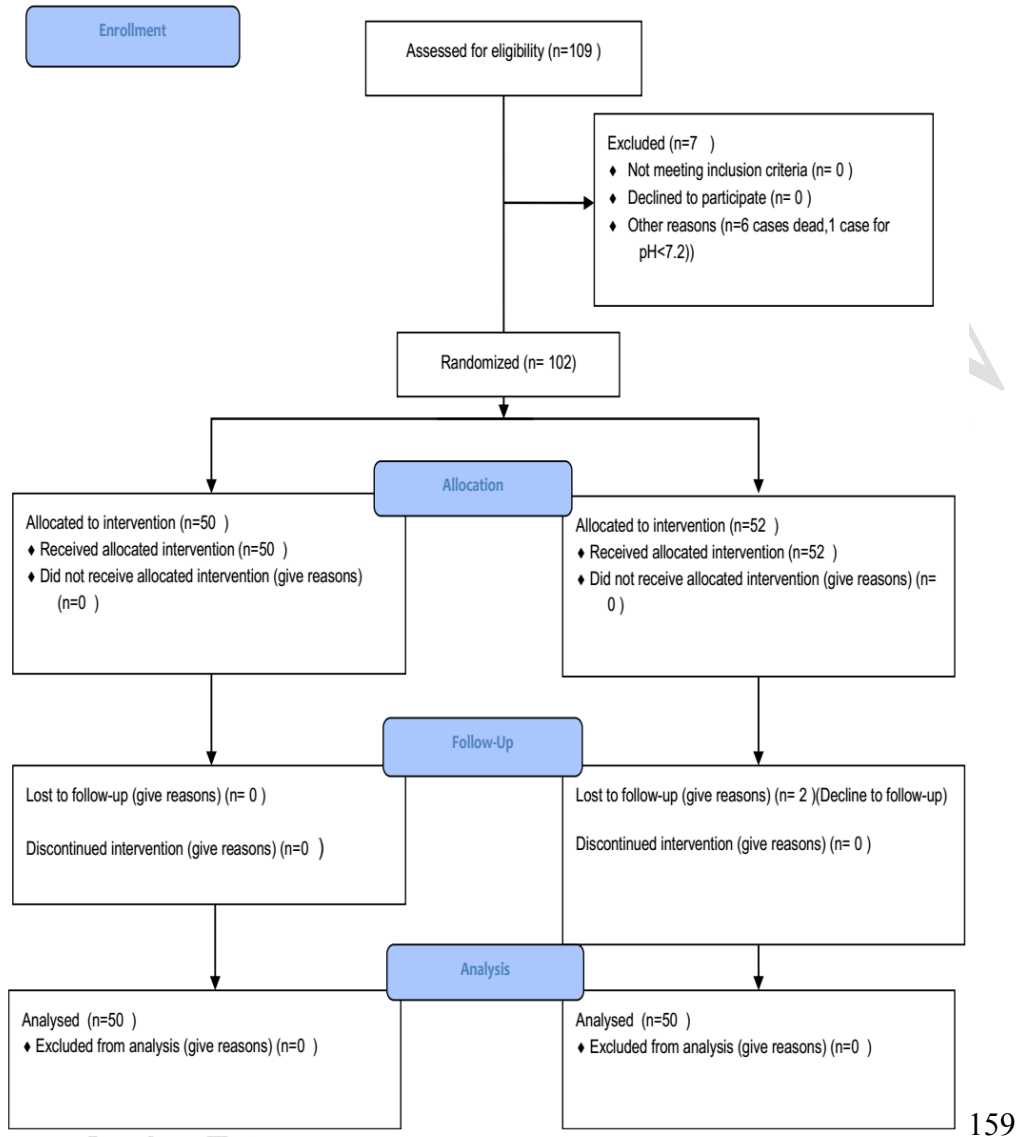 Enrollment
Assessed for eligibility (n=109 )
Excluded (n=7 )
♦ Not meeting inclusion criteria (n= 0 )
♦ Declined to participate (n= 0 )
♦ Other reasons (n=6 cases dead,1 case for
pH<7.2))
Randomized (n= 102)
Allocation
Allocated to intervention (n=50 )
♦ Received allocated intervention (n=50 )
♦ Did not receive allocated intervention (give reasons)
(n=0 )
Allocated to intervention (n=52 )
♦ Received allocated intervention (n=52 )
♦ Did not receive allocated intervention (give reasons) (n=
0 )
Follow-Up
Lost to follow-up (give reasons) (n= 0 )
Discontinued intervention (give reasons) (n=0 )
Lost to follow-up (give reasons) (n= 2 )(Decline to follow-up)
Discontinued intervention (give reasons) (n= 0 )
Analysis
Analysed (n=50 )
♦ Excluded from analysis (give reasons) (n=0 )
Analysed (n=50 )
♦ Excluded from analysis (give reasons) (n=0 )
159